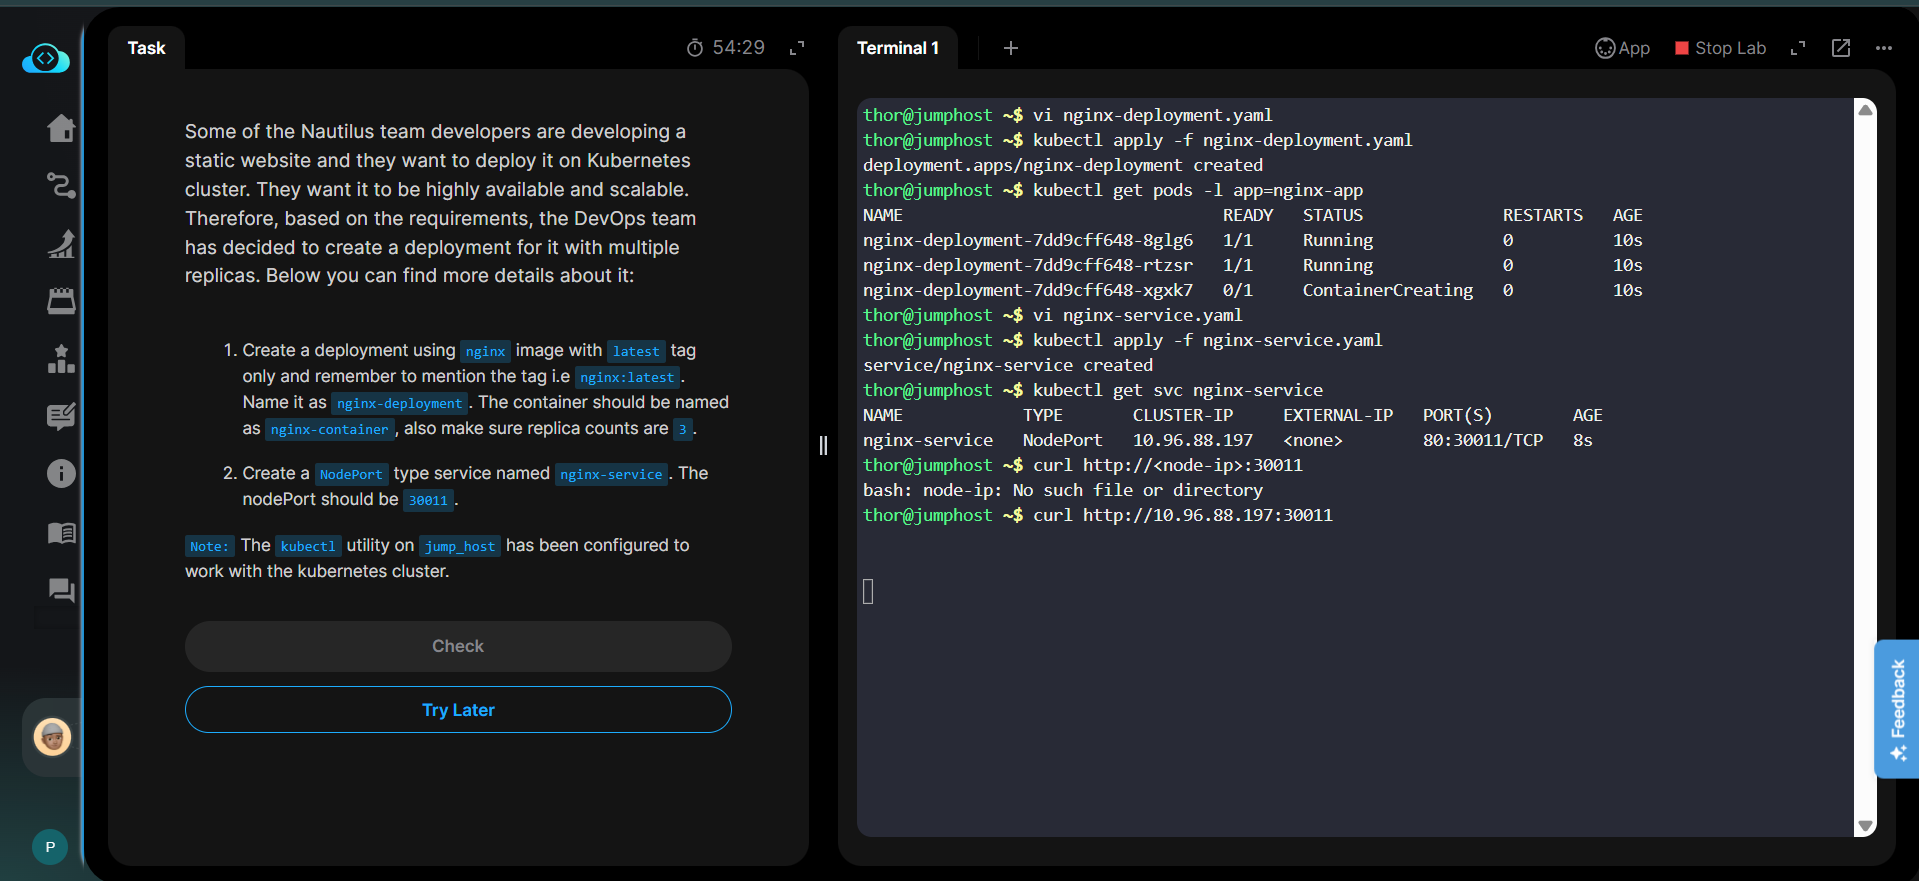 Task
54:29
Some of the Nautilus team developers are developing a
static website and they want to deploy it on Kubernetes
cluster. They want it to be highly available and scalable.
Therefore, based on the requirements, the DevOps team
has decided to create a deployment for it with multiple
replicas. Below you can find more details about it:
1. Create a deployment using nginx image with latest tag
only and remember to mention the tag i.e nginx:latest.
Name it as nginx-deployment. The container should be named
as nginx-container, also make sure replica counts are 3.
2. Create a NodePort type service named nginx-service. The
nodePort should be 30011.
Note: The kubectl utility on jump_host has been configured to
work with the kubernetes cluster.
Check
Try Later
P
Terminal 1
App
Stop Lab
thor@jumphost ~$ vi nginx-deployment.yaml
thor@jumphost ~$ kubectl apply -f nginx-deployment.yaml
deployment.apps/nginx-deployment created
thor@jumphost ~$ kubectl get pods -l app=nginx-app
NAME READY STATUS RESTARTS AGE
nginx-deployment-7dd9cff648-8glg6 1/1 Running 0 10s
nginx-deployment-7dd9cff648-rtzsr 1/1 Running 0 10s
nginx-deployment-7dd9cff648-xgxk7 0/1 ContainerCreating 0 10s
thor@jumphost ~$ vi nginx-service.yaml
thor@jumphost ~$ kubectl apply -f nginx-service.yaml
service/nginx-service created
thor@jumphost ~$ kubectl get svc nginx-service
NAME TYPE CLUSTER-IP EXTERNAL-IP PORT(S) AGE
nginx-service NodePort 10.96.88.197 <none> 80:30011/TCP 8s
thor@jumphost ~$ curl http://<node-ip>:30011
bash: node-ip: No such file or directory
thor@jumphost ~$ curl http://10.96.88.197:30011
Feedback